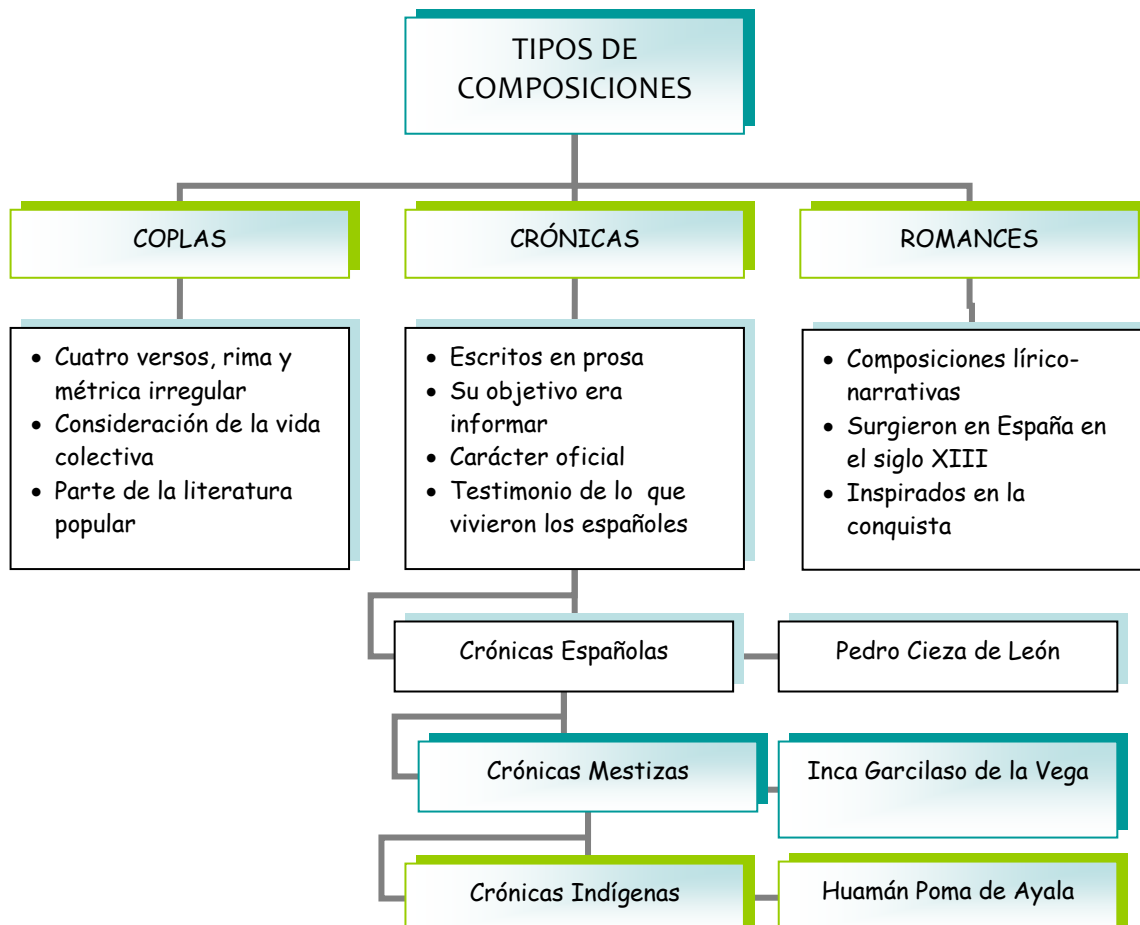 TIPOS DE
COMPOSICIONES
COPLAS
CRÓNICAS
ROMANCES
• Cuatro versos, rima y
métrica irregular
• Consideración de la vida
colectiva
• Parte de la literatura
popular
• Escritos en prosa
• Su objetivo era
informar
• Carácter oficial
• Testimonio de lo que
vivieron los españoles
• Composiciones lírico-
narrativas
• Surgieron en España en
el siglo XIII
• Inspirados en la
conquista
Crónicas Españolas
Pedro Cieza de León
Crónicas Mestizas
Inca Garcilaso de la Vega
Crónicas Indígenas
Huamán Poma de Ayala